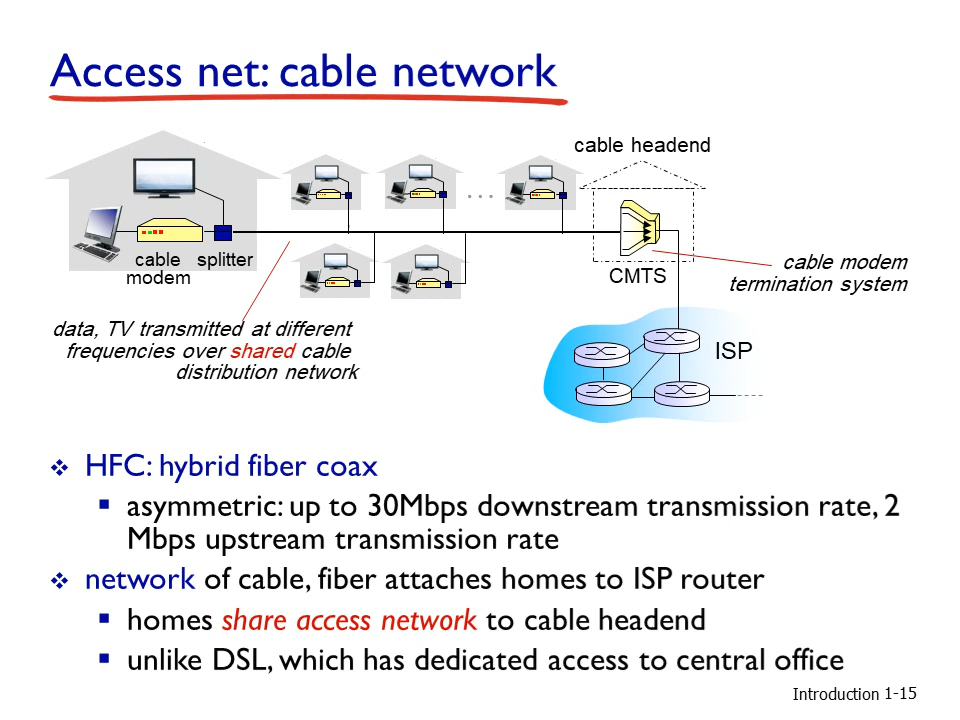 Access net: cable network
cable headend
…
cable
modem
splitter
CMTS
cable modem
termination system
data, TV transmitted at different
frequencies over shared cable
distribution network
ISP
❖ HFC: hybrid fiber coax
▪ asymmetric: up to 30Mbps downstream transmission rate, 2
Mbps upstream transmission rate
❖ network of cable, fiber attaches homes to ISP router
▪ homes share access network to cable headend
▪ unlike DSL, which has dedicated access to central office
Introduction 1-15